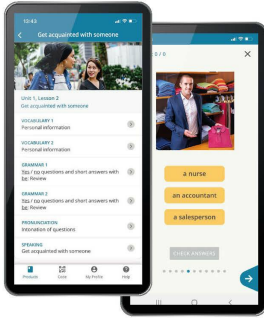 10:43
Get acquainted with someone
Unit 1, Lesson 2
Get acquainted with someone
VOCABULARY 1
Personal information
VOCABULARY 2
Personal information
GRAMMAR 1
Yes / no questions and short answers with
be: Review
GRAMMAR 2
Yes / no questions and short answers with
be: Review
PRONUNCIATION
Intonation of questions
SPEAKING
Get acquainted with someone
Products
My Profile
Help
0 / 0
a nurse
an accountant
a salesperson
CHECK ANSWERS